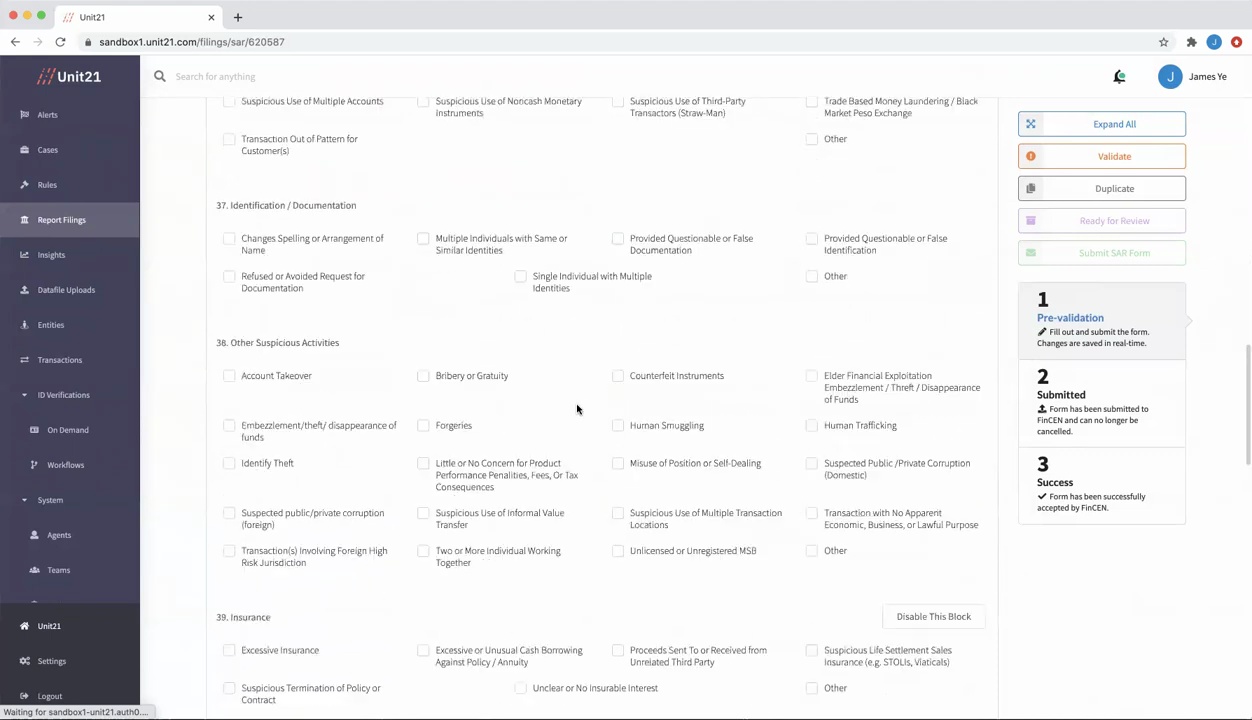 Unit21
sandbox1.unit21.com/filings/sar/620587
J
Unit21
Search for anything
J
James Ye
Alerts
Cases
Rules
Report Filings
Insights
Datafile Uploads
Entities
Transactions
ID Verifications
On Demand
Workflows
System
Agents
Teams
Unit21
Settings
Logout
Waiting for sandbox1-unit21.auth0....
Suspicious Use of Multiple Accounts
Suspicious Use of Noncash Monetary
Instruments
Suspicious Use of Third-Party
Transactors (Straw-Man)
Trade Based Money Laundering / Black
Market Peso Exchange
Transaction Out of Pattern for
Customer(s)
Other
37. Identification / Documentation
Changes Spelling or Arrangement of
Name
Multiple Individuals with Same or
Similar Identities
Provided Questionable or False
Documentation
Provided Questionable or False
Identification
Refused or Avoided Request for
Documentation
Single Individual with Multiple
Identities
Other
38. Other Suspicious Activities
Account Takeover
Bribery or Gratuity
Counterfeit Instruments
Elder Financial Exploitation
Embezzlement / Threft / Disappearance
of Funds
Embezzlement/theft/ disappearance of
funds
Forgeries
Human Smuggling
Human Trafficking
Identify Theft
Little or No Concern for Product
Performance Penalities, Fees, Or Tax
Consequences
Misuse of Position or Self-Dealing
Suspected Public /Private Corruption
(Domestic)
Suspected public/private corruption
(foreign)
Suspicious Use of Informal Value
Transfer
Suspicious Use of Multiple Transaction
Locations
Transaction with No Apparent
Economic, Business, or Lawful Purpose
Transaction(s) Involving Foreign High
Risk Jurisdiction
Two or More Individual Working
Together
Unlicensed or Unregistered MSB
Other
39. Insurance
Disable This Block
Excessive Insurance
Excessive or Unusual Cash Borrowing
Against Policy / Annuity
Proceeds Sent To or Received from
Unrelated Third Party
Suspicious Life Settlement Sales
Insurance (e.g. STOLIs, Viaticals)
Suspicious Termination of Policy or
Contract
Unclear or No Insurable Interest
Other
Expand All
Validate
Duplicate
Ready for Review
Submit SAR Form
1
Pre-validation
Fill out and submit the form.
Changes are saved in real-time.
2
Submitted
Form has been submitted to
FinCEN and can no longer be
cancelled.
3
Success
Form has been successfully
accepted by FinCEN.